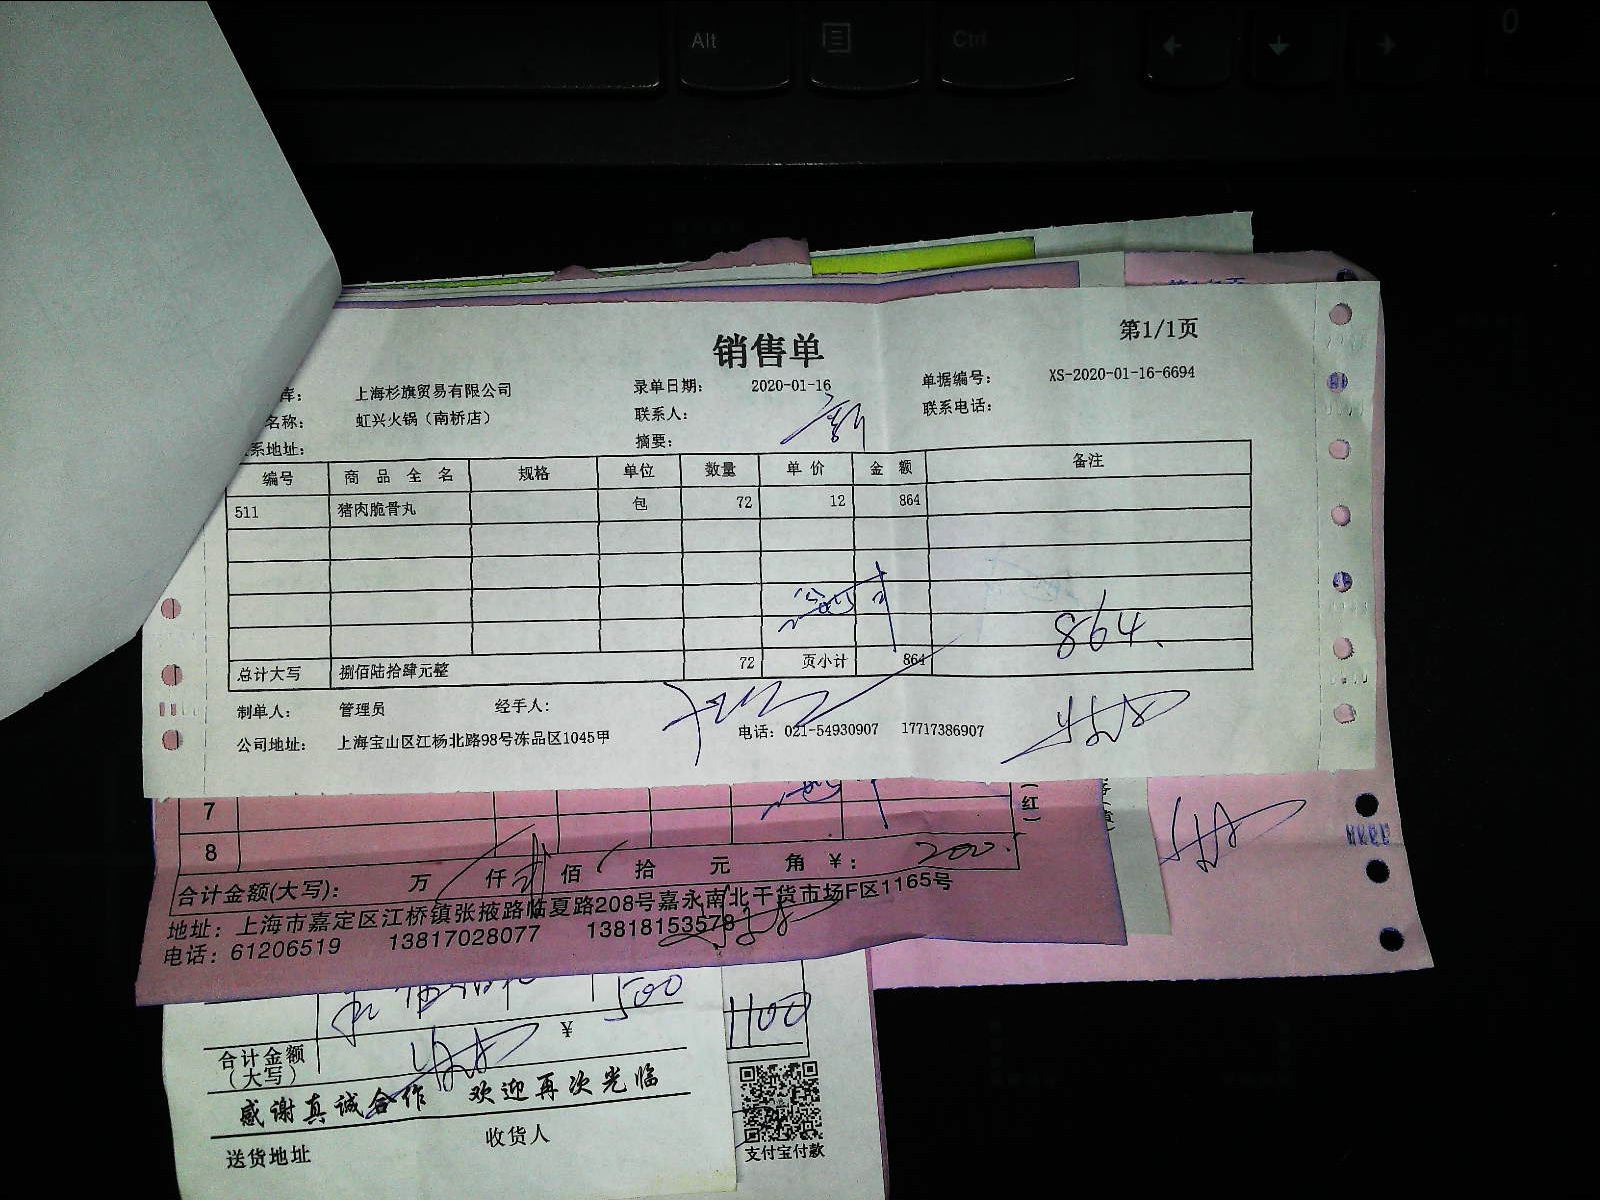 Alt
Ctrl
0
销售单
第1/1页
库： 上海杉旗贸易有限公司 录单日期： 2020-01-16 单据编号： XS-2020-01-16-6694
名称： 虹兴火锅（南桥店） 联系人： 联系电话：
系地址： 摘要：
编号 商品全名 规格 单位 数量 单价 金额 备注
511 猪肉脆骨丸 包 72 12 864
864.
总计大写 捌佰陆拾肆元整 72 页小计 864
制单人： 管理员 经手人：
公司地址： 上海宝山区江杨北路98号冻品区1045甲 电话：021-54930907 17717386907
7
8
（红）
合计金额(大写)： 万 仟 佰 拾 元 角 ￥： 200.
地址：上海市嘉定区江桥镇张掖路临夏路208号嘉永南北干货市场F区1165号
电话：61206519 13817028077 13818153578
500
1100
合计金额
（大写）
￥
感谢真诚合作 欢迎再次光临
收货人
送货地址
支付宝付款